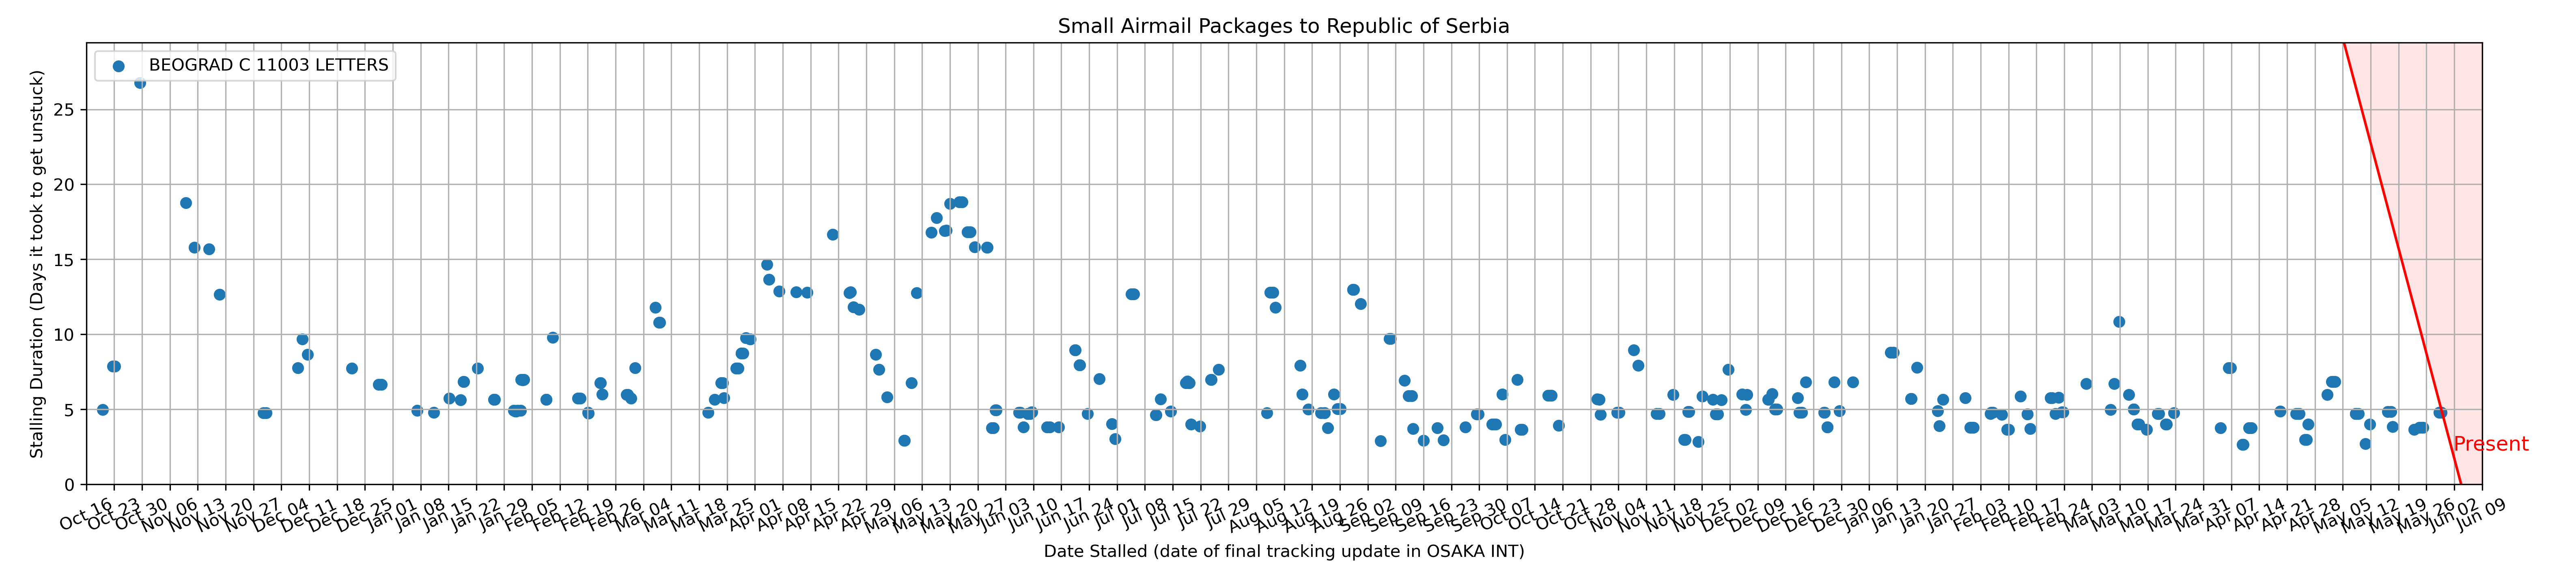 Small Airmail Packages to Republic of Serbia
BEOGRAD C 11003 LETTERS
Stalling Duration (Days it took to get unstuck)
25
20
15
10
5
0
Present
Oct 16
Oct 23
Oct 30
Nov 06
Nov 13
Nov 20
Nov 27
Dec 04
Dec 11
Dec 18
Dec 25
Jan 01
Jan 08
Jan 15
Jan 22
Jan 29
Feb 05
Feb 12
Feb 19
Feb 26
Mar 04
Mar 11
Mar 18
Mar 25
Apr 01
Apr 08
Apr 15
Apr 22
Apr 29
May 06
May 13
May 20
May 27
Jun 03
Jun 10
Jun 17
Jun 24
Jul 01
Jul 08
Jul 15
Jul 22
Jul 29
Aug 05
Aug 12
Aug 19
Aug 26
Sep 02
Sep 09
Sep 16
Sep 23
Sep 30
Oct 07
Oct 14
Oct 21
Oct 28
Nov 04
Nov 11
Nov 18
Nov 25
Dec 02
Dec 09
Dec 16
Dec 23
Dec 30
Jan 06
Jan 13
Jan 20
Jan 27
Feb 03
Feb 10
Feb 17
Feb 24
Mar 03
Mar 10
Mar 17
Mar 24
Mar 31
Apr 07
Apr 14
Apr 21
Apr 28
May 05
May 12
May 19
May 26
Jun 02
Jun 09
Date Stalled (date of final tracking update in OSAKA INT)